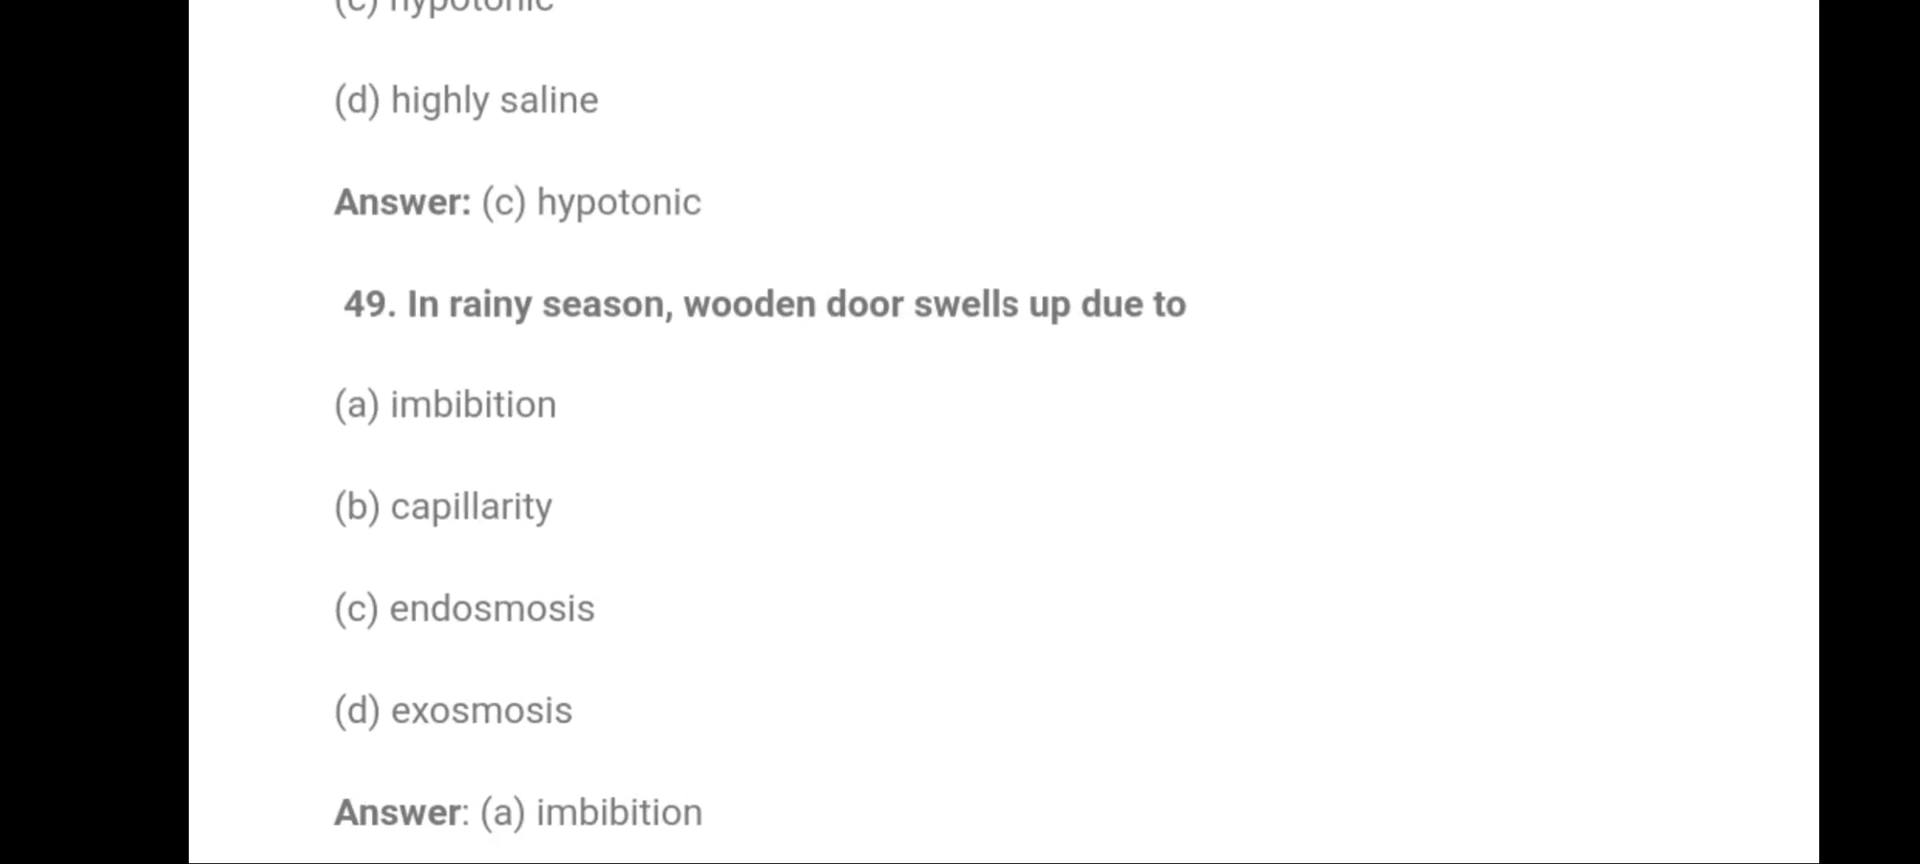 (c) hypotonic
(d) highly saline
Answer: (c) hypotonic
49. In rainy season, wooden door swells up due to
(a) imbibition
(b) capillarity
(c) endosmosis
(d) exosmosis
Answer: (a) imbibition